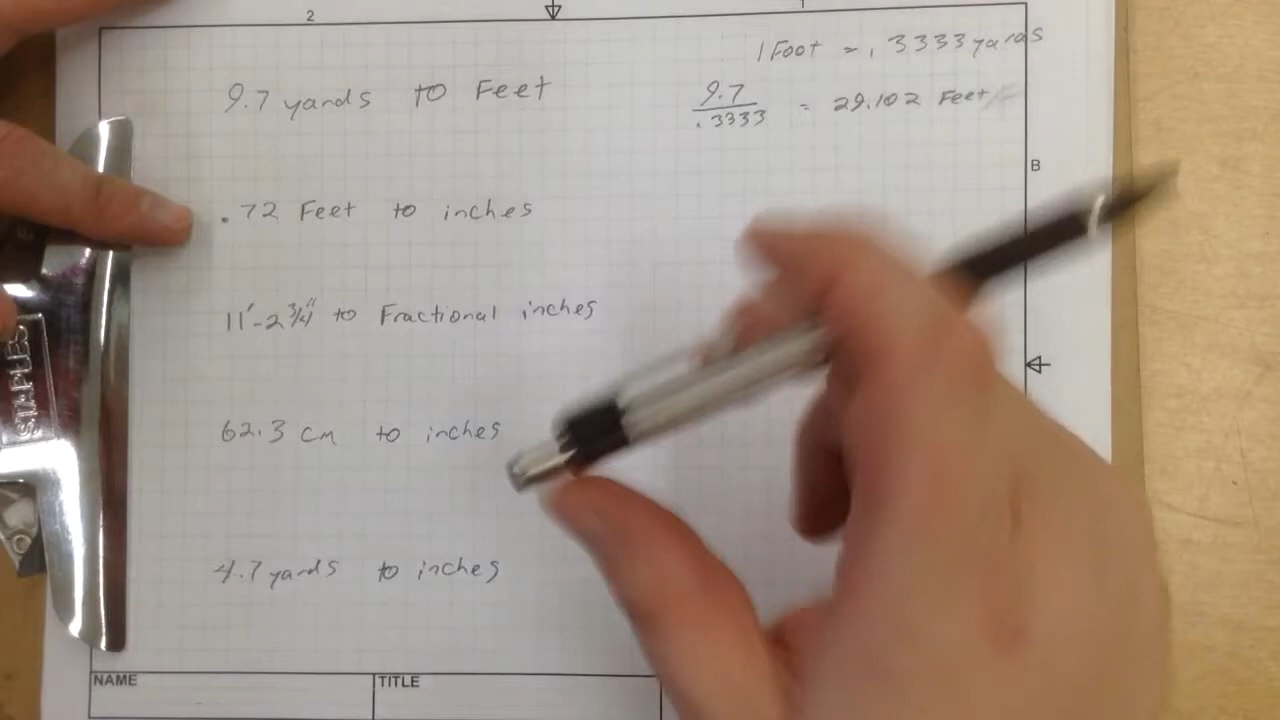 2
1 Foot = .3333 yards
9.7 yards to Feet
9.7
.3333
= 29.102 Feet
B
.72 Feet to inches
11'-2 3/4" to Fractional inches
STAPLES
62.3 cm to inches
4.7 yards to inches
NAME
TITLE